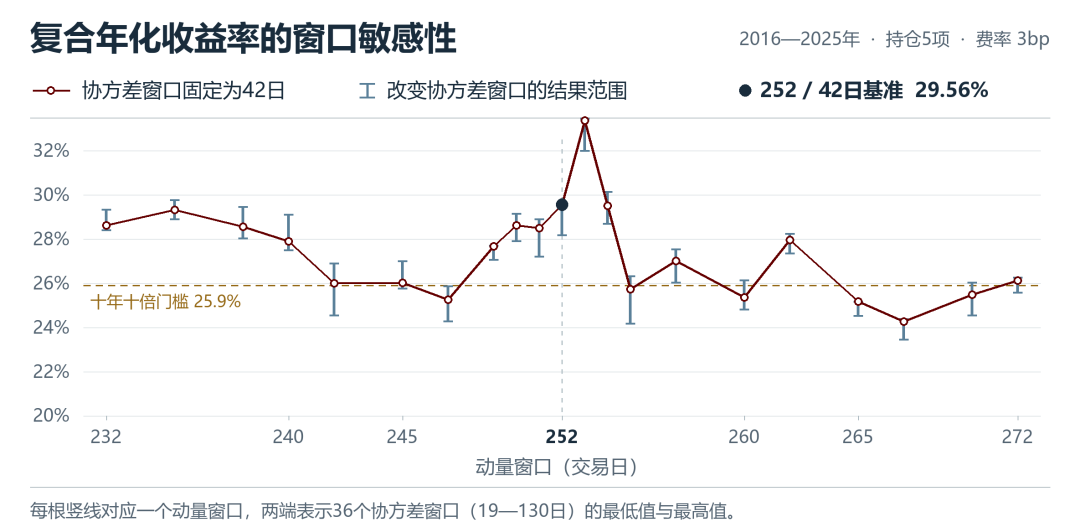 复合年化收益率的窗口敏感性
2016—2025年 · 持仓5项 · 费率 3bp
协方差窗口固定为42日
改变协方差窗口的结果范围
252 / 42日基准 29.56%
32%
30%
28%
26%
24%
22%
20%
十年十倍门槛 25.9%
232
240
245
252
260
265
272
动量窗口（交易日）
每根竖线对应一个动量窗口，两端表示36个协方差窗口（19—130日）的最低值与最高值。